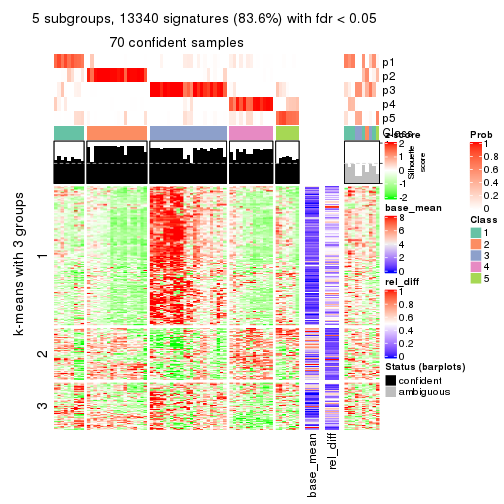 5 subgroups, 13340 signatures (83.6%) with fdr < 0.05
70 confident samples
p1
p2
p3
p4
p5
Class
Silhouette
score
z-score
2
1
0
-1
-2
Prob
1
0.8
0.6
0.4
0.2
0
base_mean
8
6
4
2
0
Class
1
2
3
4
5
rel_diff
1
0.8
0.6
0.4
0.2
0
Status (barplots)
confident
ambiguous
k-means with 3 groups
1
2
3
base_mean
rel_diff